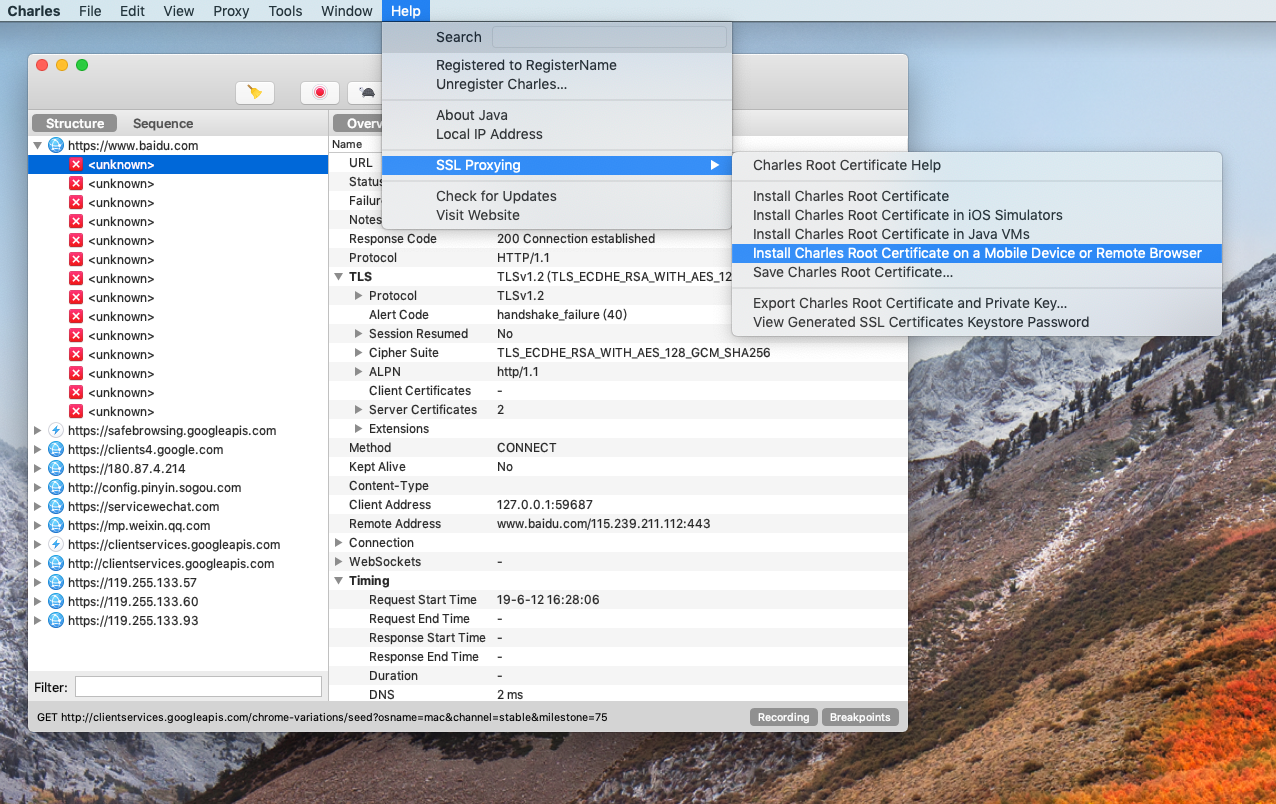 Charles File Edit View Proxy Tools Window Help
Search
Registered to RegisterName
Unregister Charles...
About Java
Local IP Address
SSL Proxying
Check for Updates
Visit Website
Charles Root Certificate Help
Install Charles Root Certificate
Install Charles Root Certificate in iOS Simulators
Install Charles Root Certificate in Java VMs
Install Charles Root Certificate on a Mobile Device or Remote Browser
Save Charles Root Certificate...
Export Charles Root Certificate and Private Key...
View Generated SSL Certificates Keystore Password
Structure Sequence
https://www.baidu.com
<unknown>
<unknown>
<unknown>
<unknown>
<unknown>
<unknown>
<unknown>
<unknown>
<unknown>
<unknown>
<unknown>
<unknown>
<unknown>
<unknown>
https://safebrowsing.googleapis.com
https://clients4.google.com
https://180.87.4.214
http://config.pinyin.sogou.com
https://servicewechat.com
https://mp.weixin.qq.com
https://clientservices.googleapis.com
http://clientservices.googleapis.com
https://119.255.133.57
https://119.255.133.60
https://119.255.133.93
Filter:
Overv
Name
URL
Status
Failur
Notes
Response Code 200 Connection established
Protocol HTTP/1.1
TLS TLSv1.2 (TLS_ECDHE_RSA_WITH_AES_12
Protocol TLSv1.2
Alert Code handshake_failure (40)
Session Resumed No
Cipher Suite TLS_ECDHE_RSA_WITH_AES_128_GCM_SHA256
ALPN http/1.1
Client Certificates -
Server Certificates 2
Extensions
Method CONNECT
Kept Alive No
Content-Type
Client Address 127.0.0.1:59687
Remote Address www.baidu.com/115.239.211.112:443
Connection
WebSockets -
Timing
Request Start Time 19-6-12 16:28:06
Request End Time -
Response Start Time -
Response End Time -
Duration -
DNS 2 ms
GET http://clientservices.googleapis.com/chrome-variations/seed?osname=mac&channel=stable&milestone=75
Recording Breakpoints